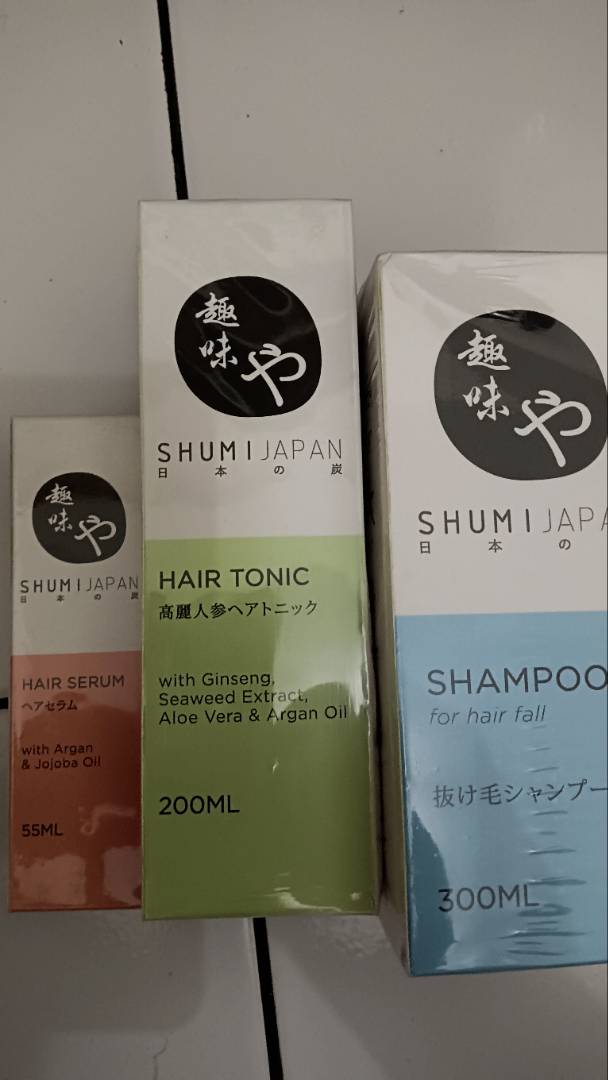 趣
味
や
SHUMI JAPAN
日本の炭
HAIR SERUM
ヘアセラム
with Argan
& Jojoba Oil
55ML
趣
味
や
SHUMI JAPAN
日本の炭
HAIR TONIC
高麗人参ヘアトニック
with Ginseng,
Seaweed Extract,
Aloe Vera & Argan Oil
200ML
趣
味
や
SHUMI JAPA
日本の
SHAMPOO
for hair fall
抜け毛シャンプー
300ML